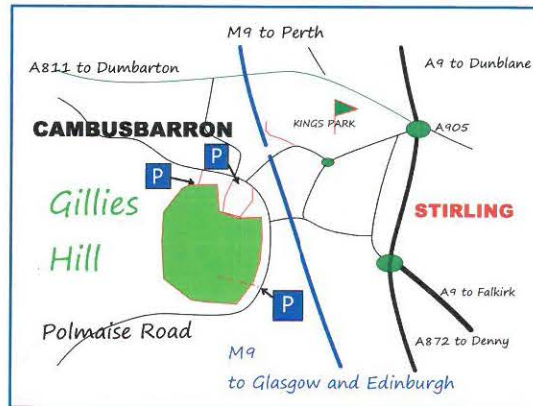 M9 to Perth
A811 to Dumbarton
A9 to Dunblane
KINGS PARK
A905
CAMBUSBARRON
P
P
Gillies
Hill
STIRLING
A9 to Falkirk
P
Polmaise Road
A872 to Denny
M9
to Glasgow and Edinburgh